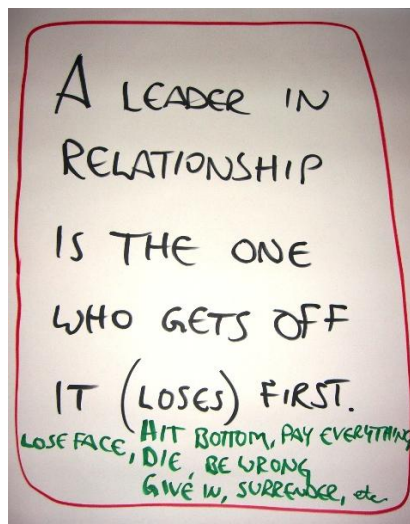 A LEADER IN
RELATIONSHIP
IS THE ONE
WHO GETS OFF
IT (LOSES) FIRST.
LOSE FACE, HIT BOTTOM, PAY EVERYTHING
DIE, BE WRONG
GIVE IN, SURRENDER, etc